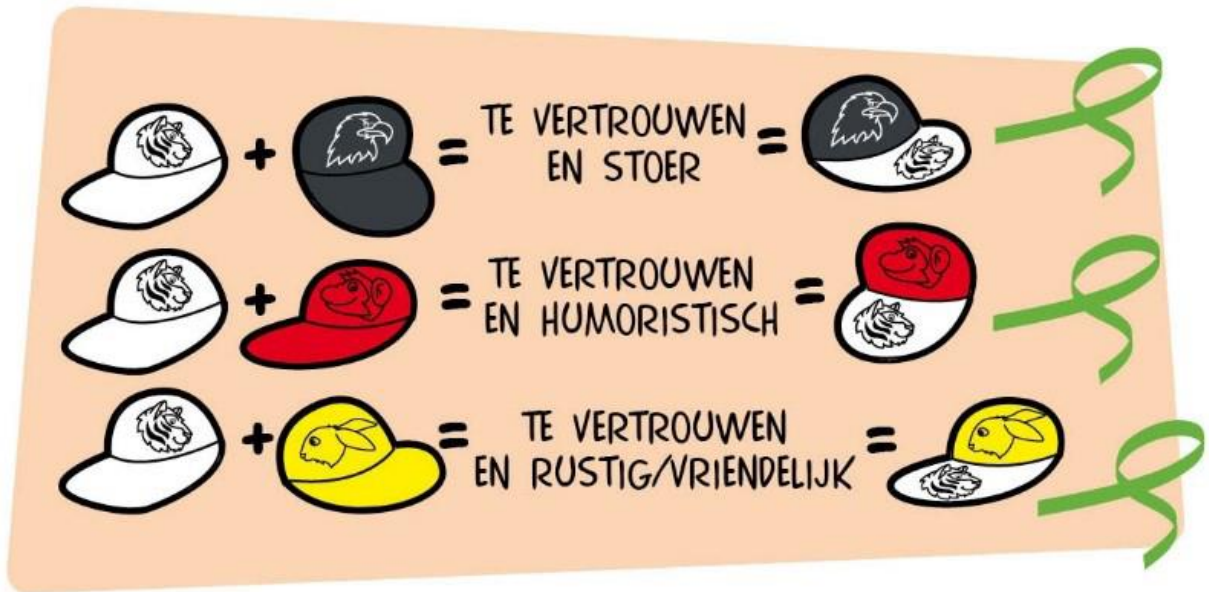 + = TE VERTROUWEN =
EN STOER
+ = TE VERTROUWEN =
EN HUMORISTISCH
+ = TE VERTROUWEN =
EN RUSTIG/VRIENDELIJK